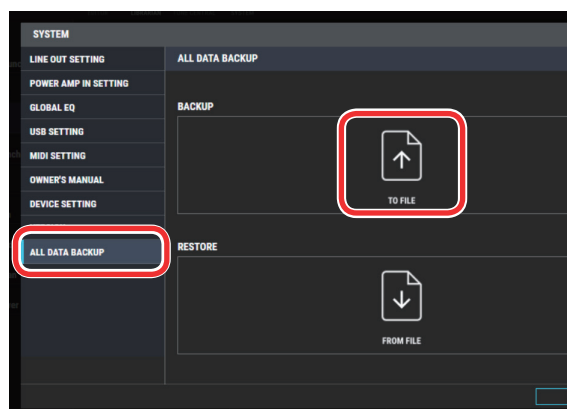 SYSTEM
LINE OUT SETTING
POWER AMP IN SETTING
GLOBAL EQ
USB SETTING
MIDI SETTING
OWNER'S MANUAL
DEVICE SETTING
ALL DATA BACKUP
ALL DATA BACKUP
BACKUP
TO FILE
RESTORE
FROM FILE